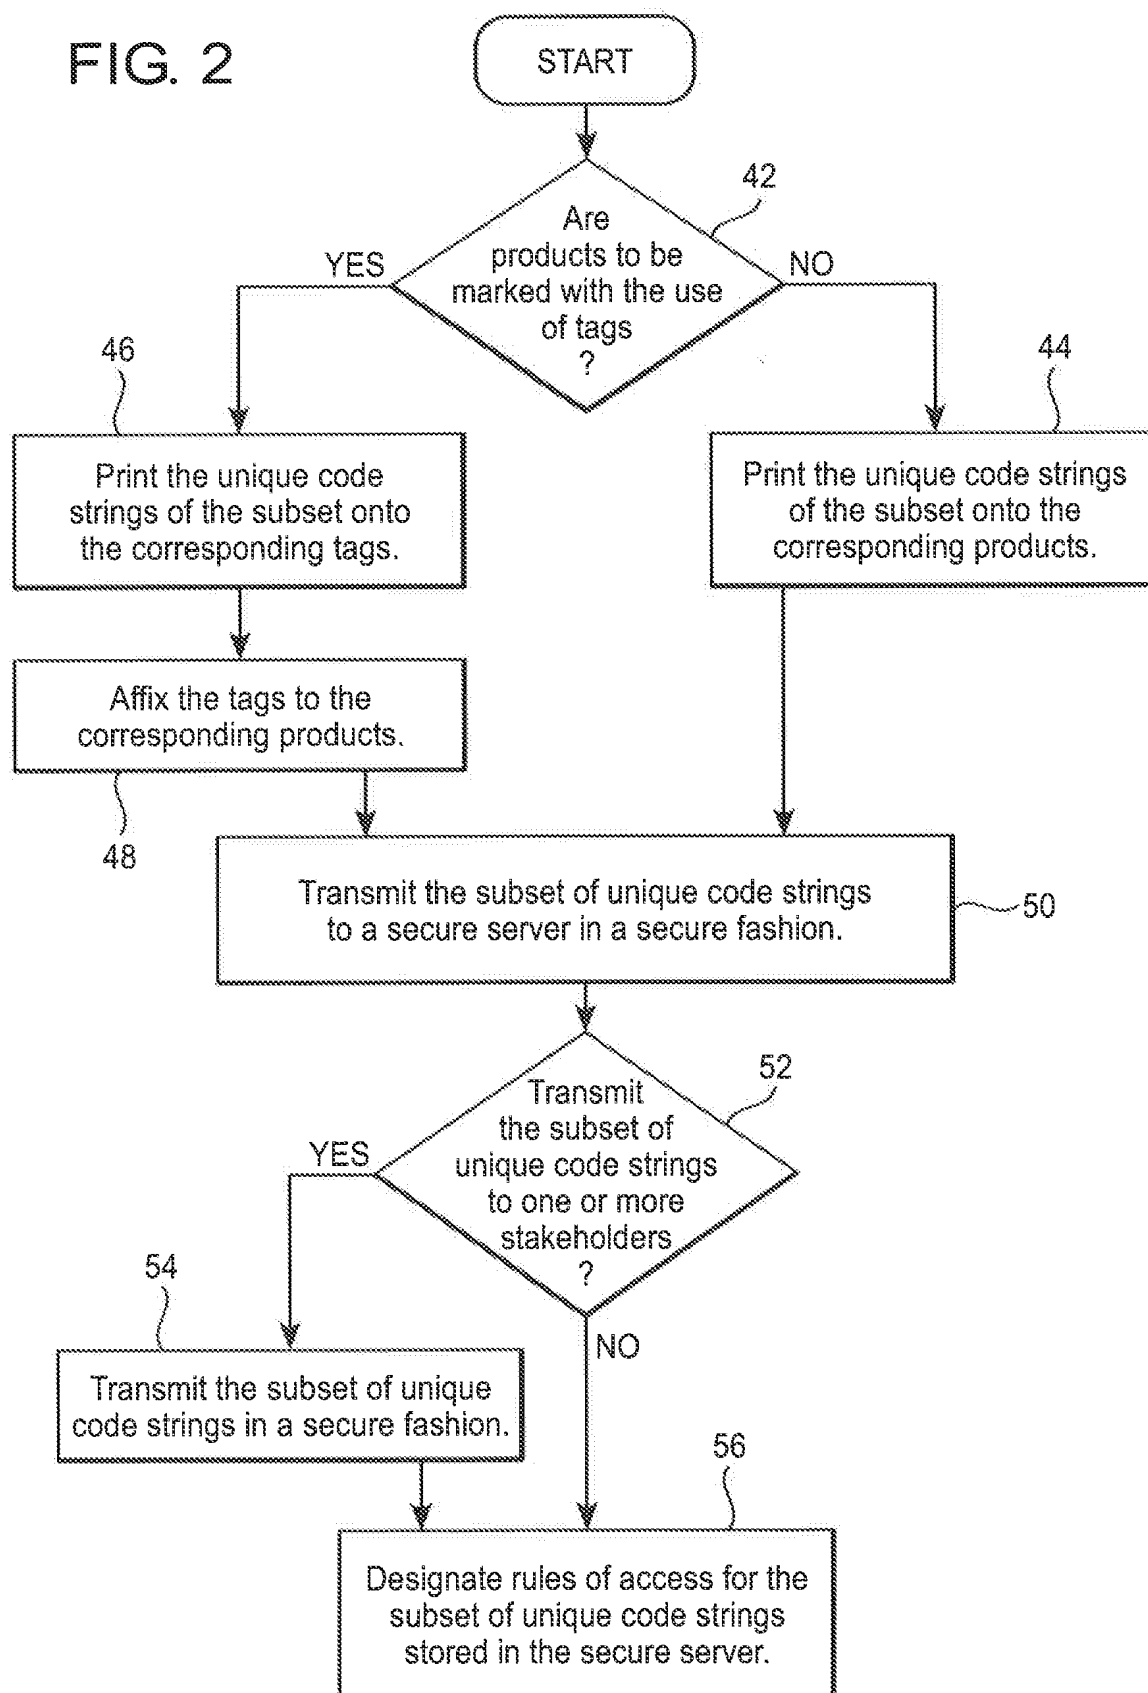 FIG. 2
START
42
Are
products to be
marked with the use
of tags
?
YES
NO
46
44
Print the unique code
strings of the subset onto
the corresponding tags.
Print the unique code strings
of the subset onto the
corresponding products.
Affix the tags to the
corresponding products.
48
Transmit the subset of unique code strings
to a secure server in a secure fashion.
50
52
Transmit
the subset of
unique code strings
to one or more
stakeholders
?
YES
NO
54
Transmit the subset of unique
code strings in a secure fashion.
56
Designate rules of access for the
subset of unique code strings
stored in the secure server.